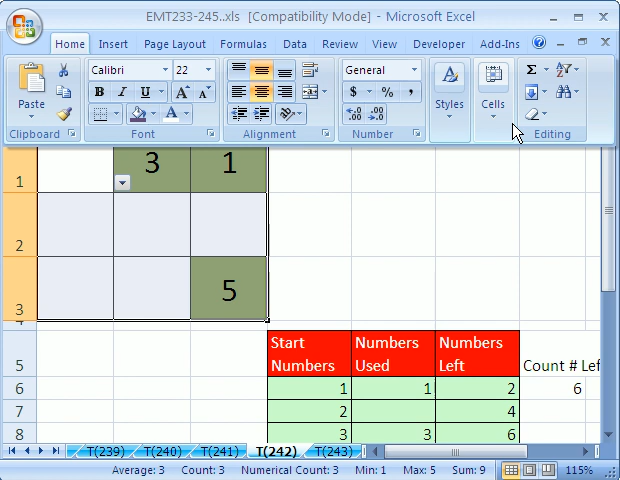 EMT233-245..xls [Compatibility Mode] - Microsoft Excel
Home Insert Page Layout Formulas Data Review View Developer Add-Ins
Calibri 22 General
Paste B I U $ % , Styles Cells Σ
Clipboard Font Alignment Number Editing
1 3 1
2
3 5
4
5 Start Numbers Numbers Used Numbers Left Count # Lef
6 1 1 2 6
7 2 4
8 3 3 6
T(239) T(240) T(241) T(242) T(243)
Average: 3 Count: 3 Numerical Count: 3 Min: 1 Max: 5 Sum: 9 115%